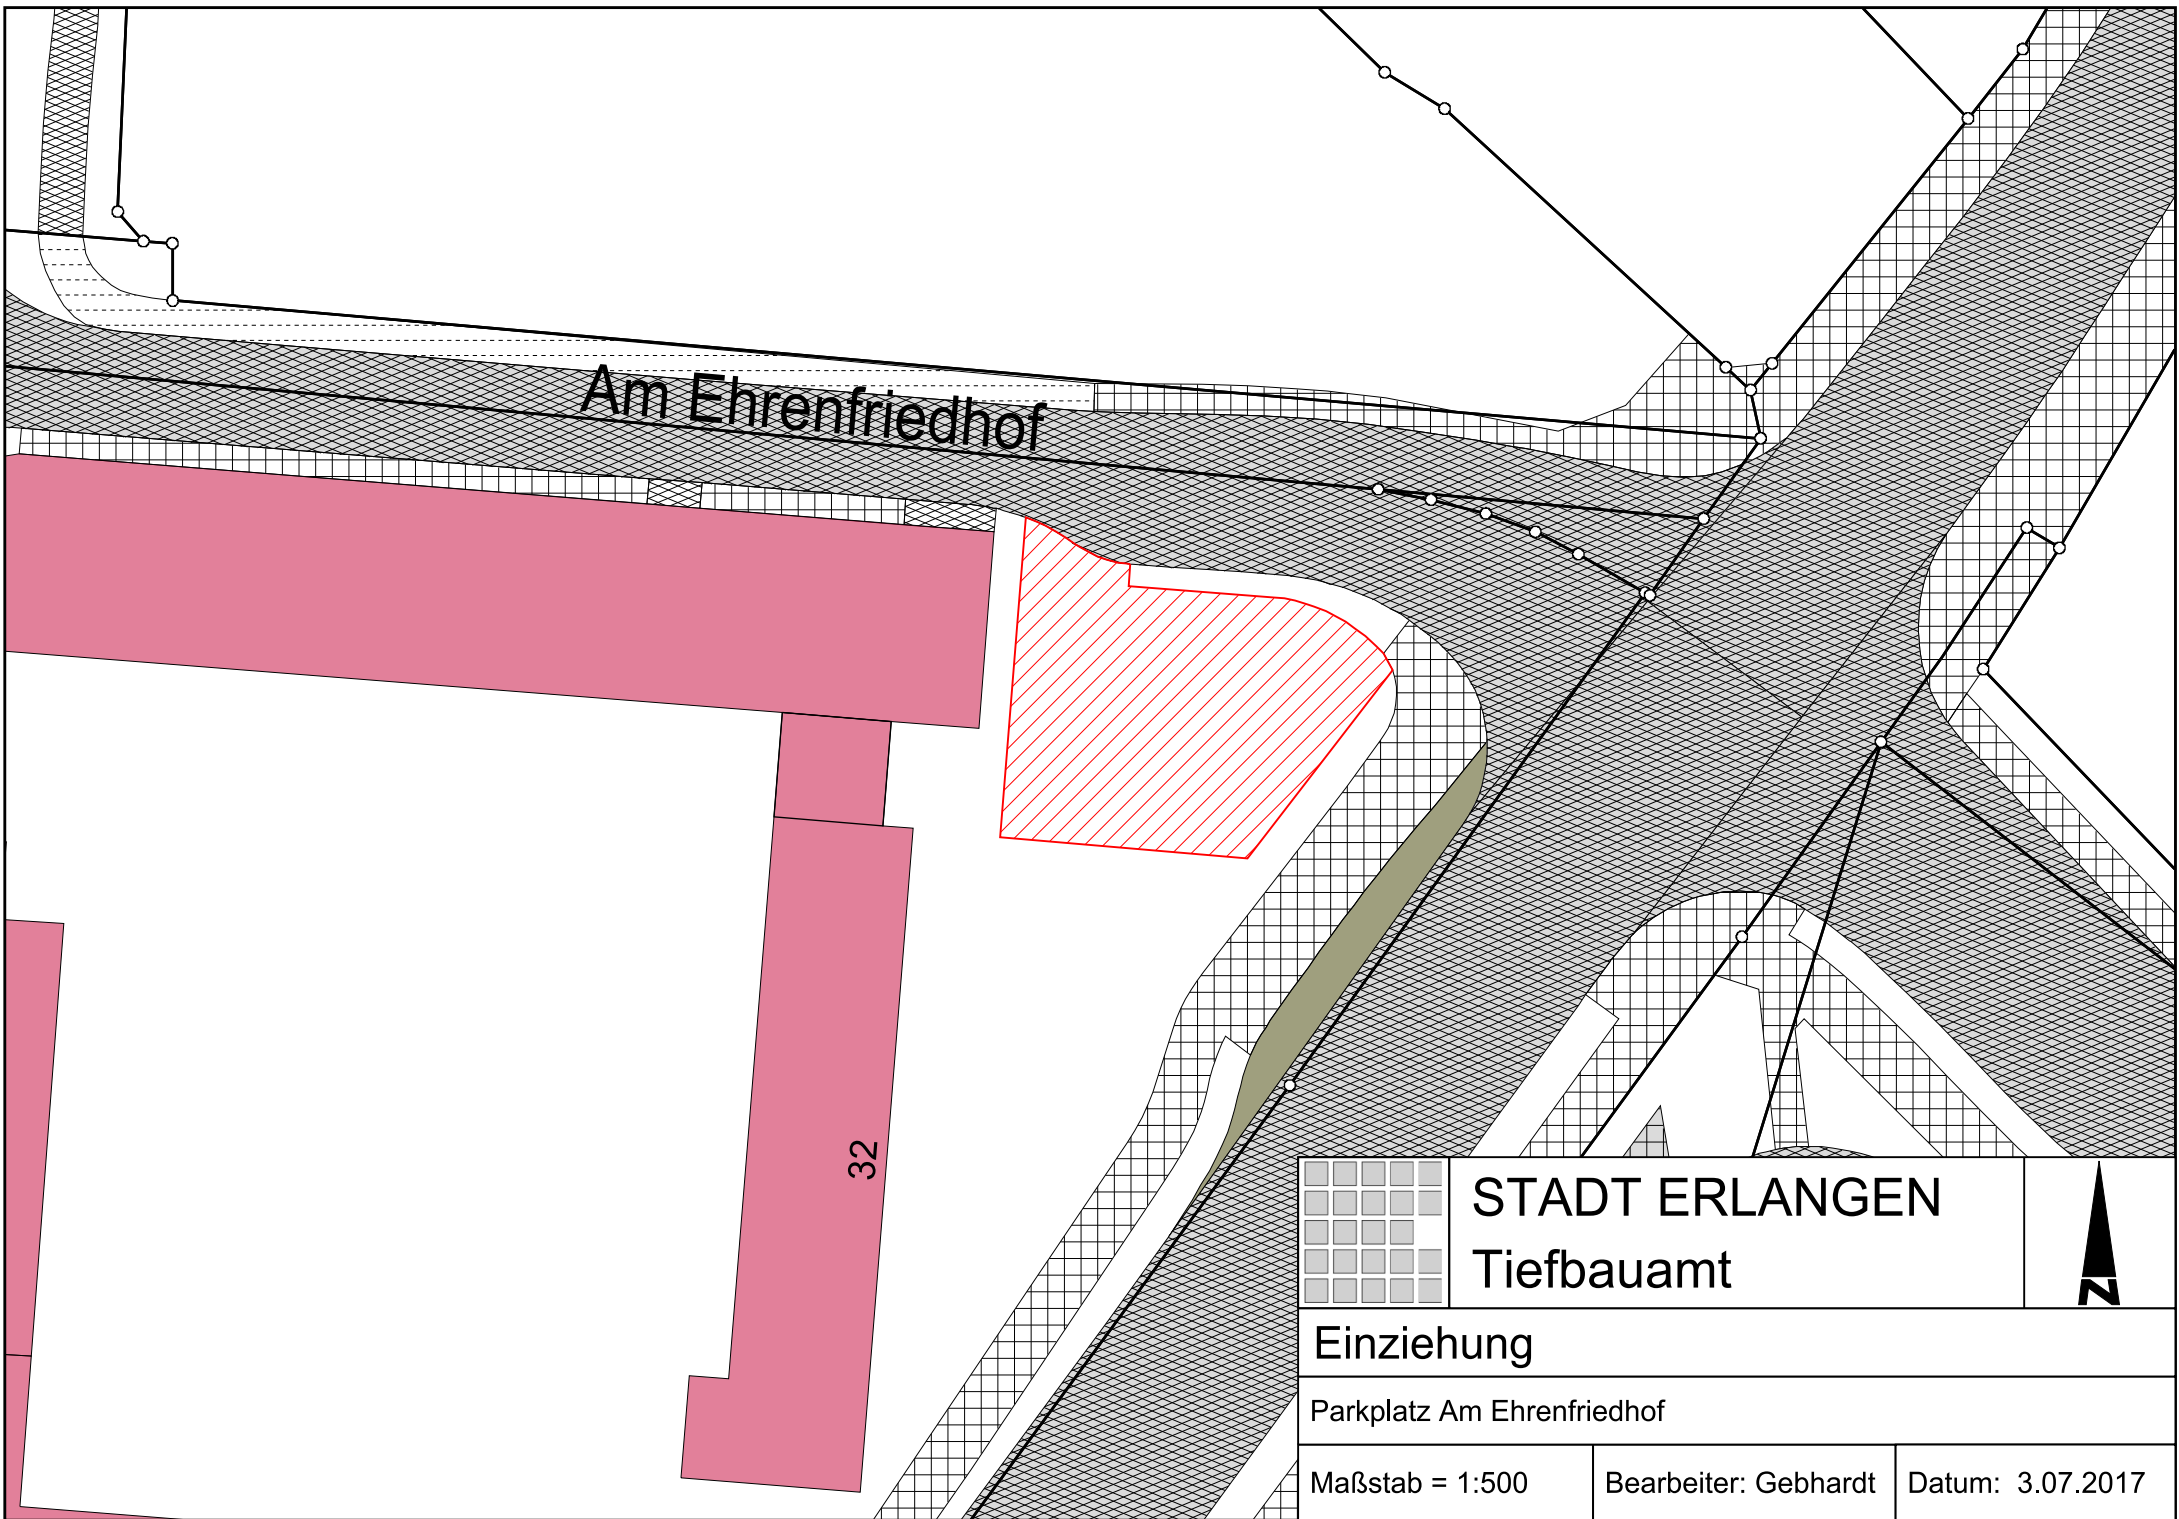 Am Ehrenfriedhof
32
STADT ERLANGEN
Tiefbauamt
N
Einziehung
Parkplatz Am Ehrenfriedhof
Maßstab = 1:500
Bearbeiter: Gebhardt
Datum: 3.07.2017